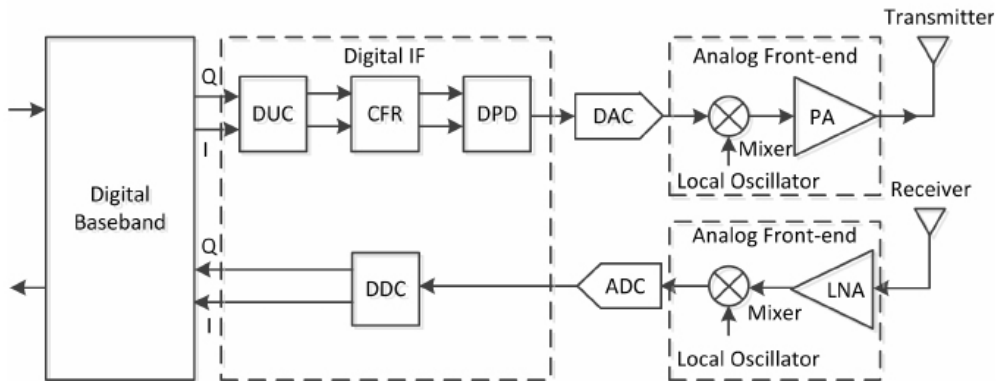 Transmitter
Digital IF
Analog Front-end
Q
DUC
CFR
DPD
DAC
PA
I
Mixer
Local Oscillator
Digital
Baseband
Receiver
Analog Front-end
Q
DDC
ADC
LNA
I
Mixer
Local Oscillator